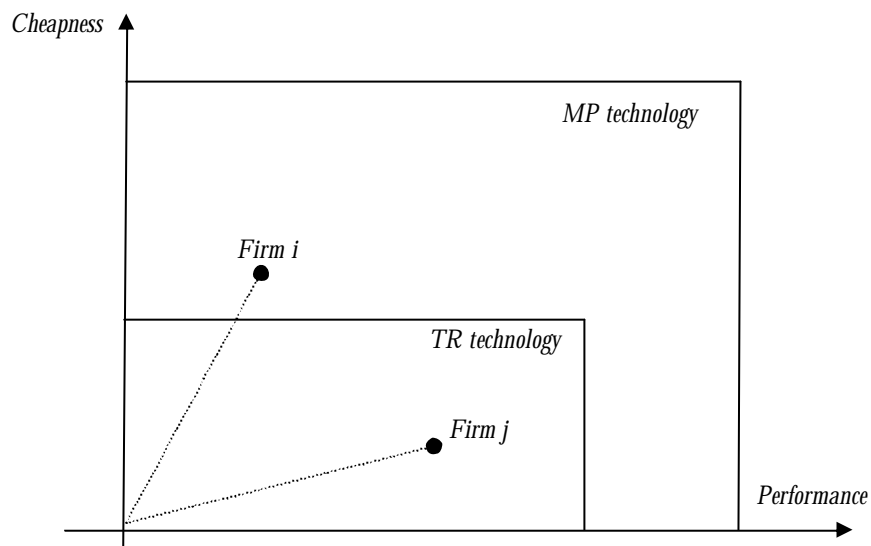 Cheapness
MP technology
Firm i
TR technology
Firm j
Performance